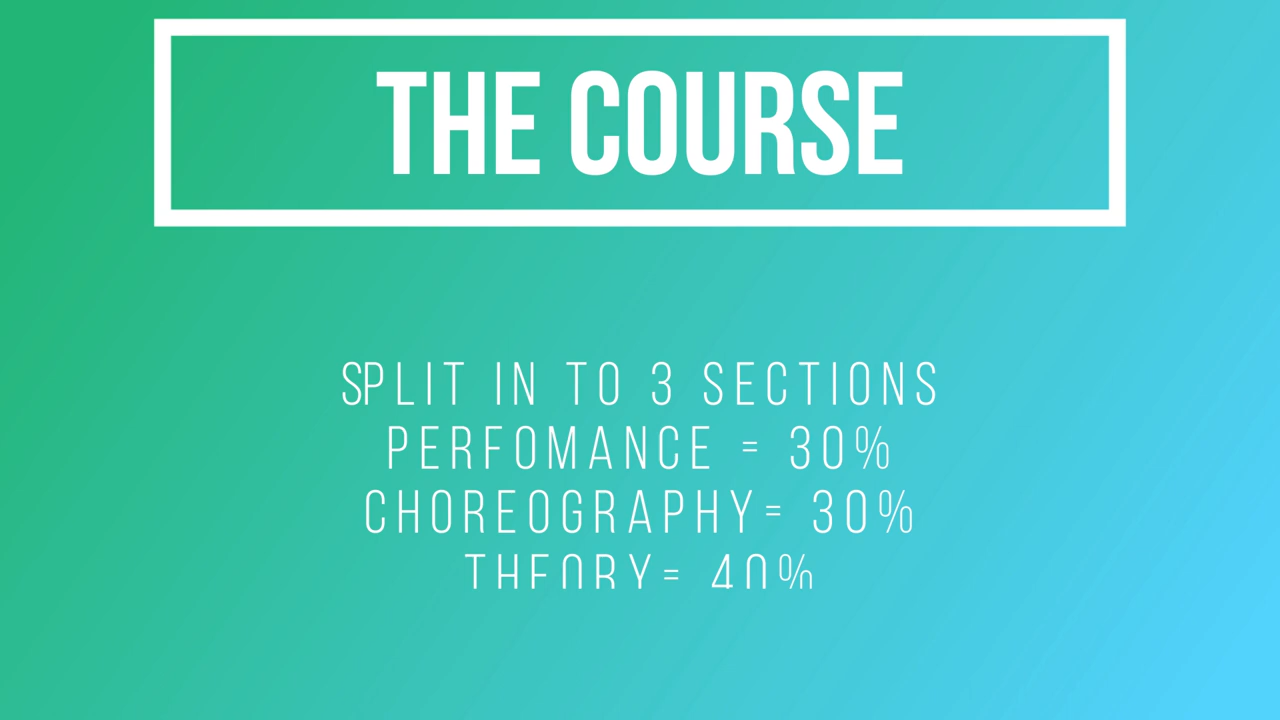 THE COURSE
SPLIT IN TO 3 SECTIONS
PERFOMANCE = 30%
CHOREOGRAPHY= 30%
THEORY= 40%